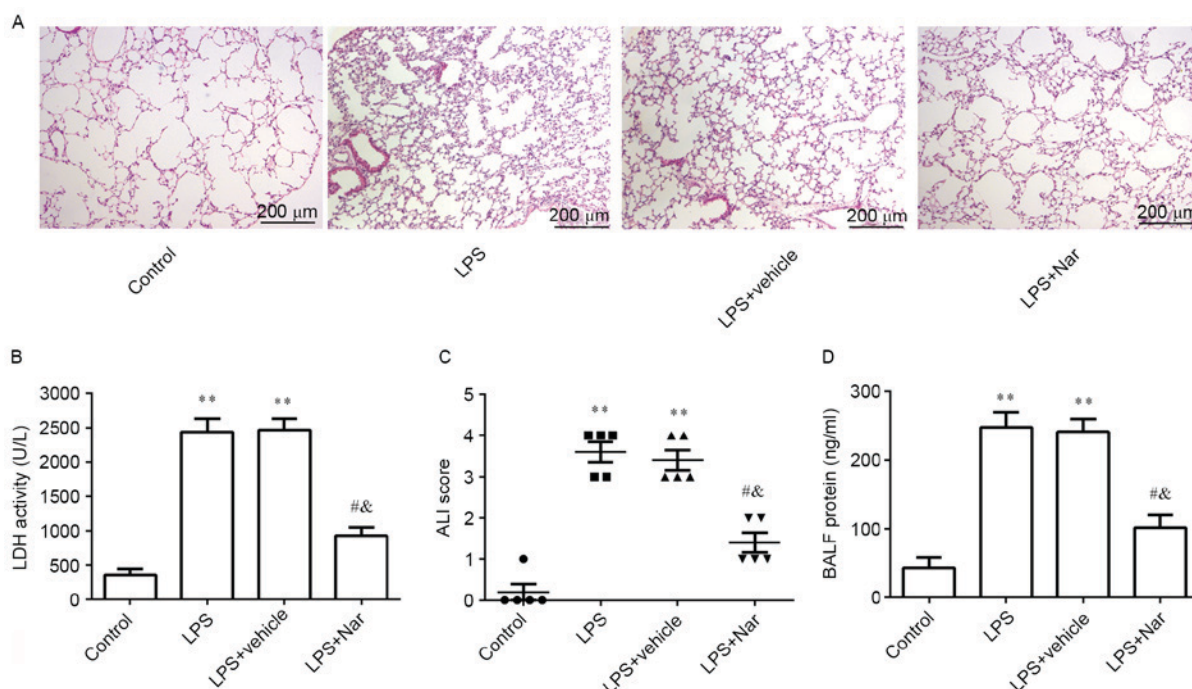 A
200 μm
200 μm
200 μm
200 μm
Control
LPS
LPS+vehicle
LPS+Nar
B
LDH activity (U/L)
3000
2500
2000
1500
1000
500
0
**
**
#&
Control
LPS
LPS+vehicle
LPS+Nar
C
ALI score
5
4
3
2
1
0
**
**
#&
Control
LPS
LPS+vehicle
LPS+Nar
D
BALF protein (ng/ml)
300
200
100
0
**
**
#&
Control
LPS
LPS+vehicle
LPS+Nar